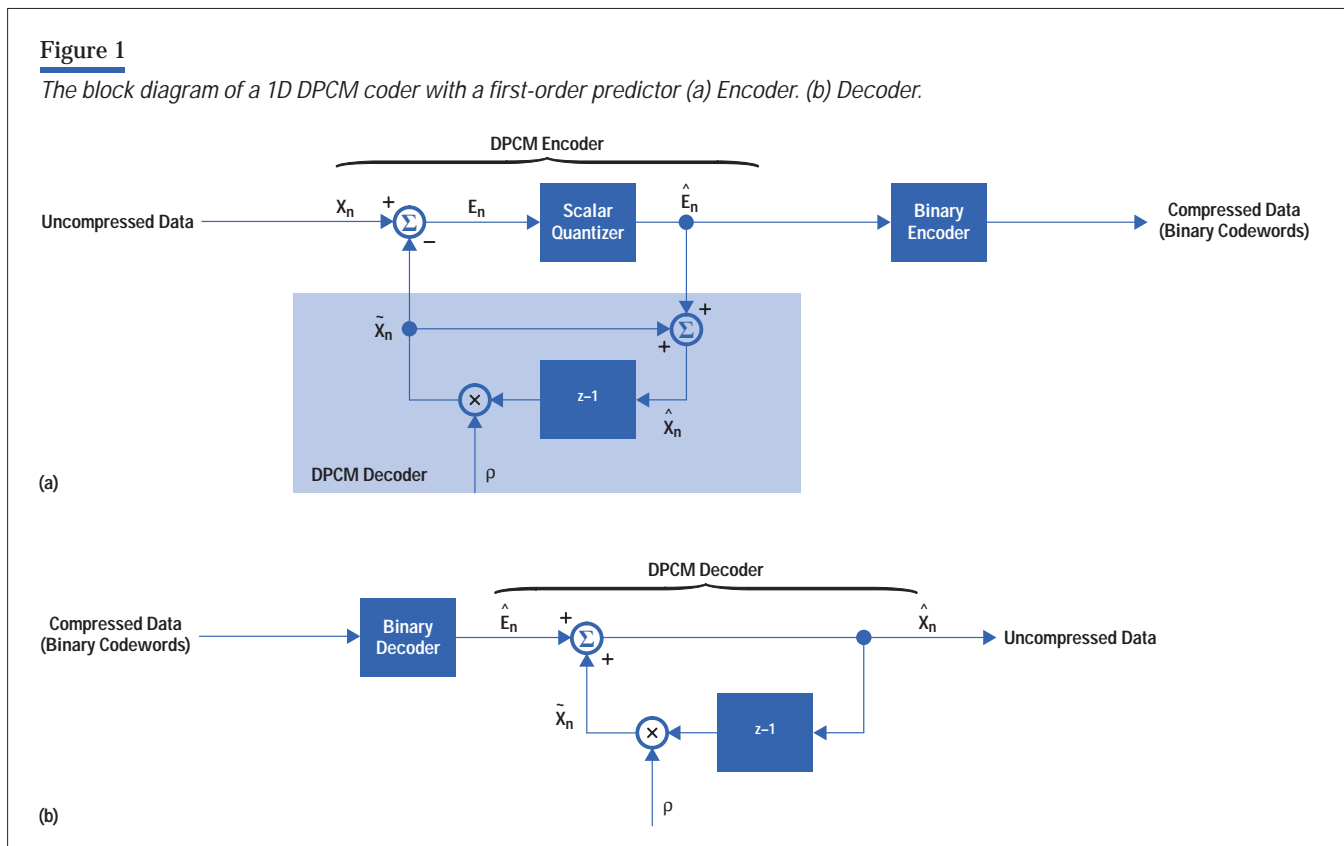 Figure 1
The block diagram of a 1D DPCM coder with a first-order predictor (a) Encoder. (b) Decoder.
DPCM Encoder
Uncompressed Data
Xn
+
Σ
−
En
Scalar
Quantizer
Ên
Binary
Encoder
Compressed Data
(Binary Codewords)
X̃n
+
Σ
+
×
z–1
X̂n
DPCM Decoder
ρ
(a)
DPCM Decoder
Compressed Data
(Binary Codewords)
Binary
Decoder
Ên
+
Σ
+
X̂n
Uncompressed Data
X̃n
×
z–1
ρ
(b)